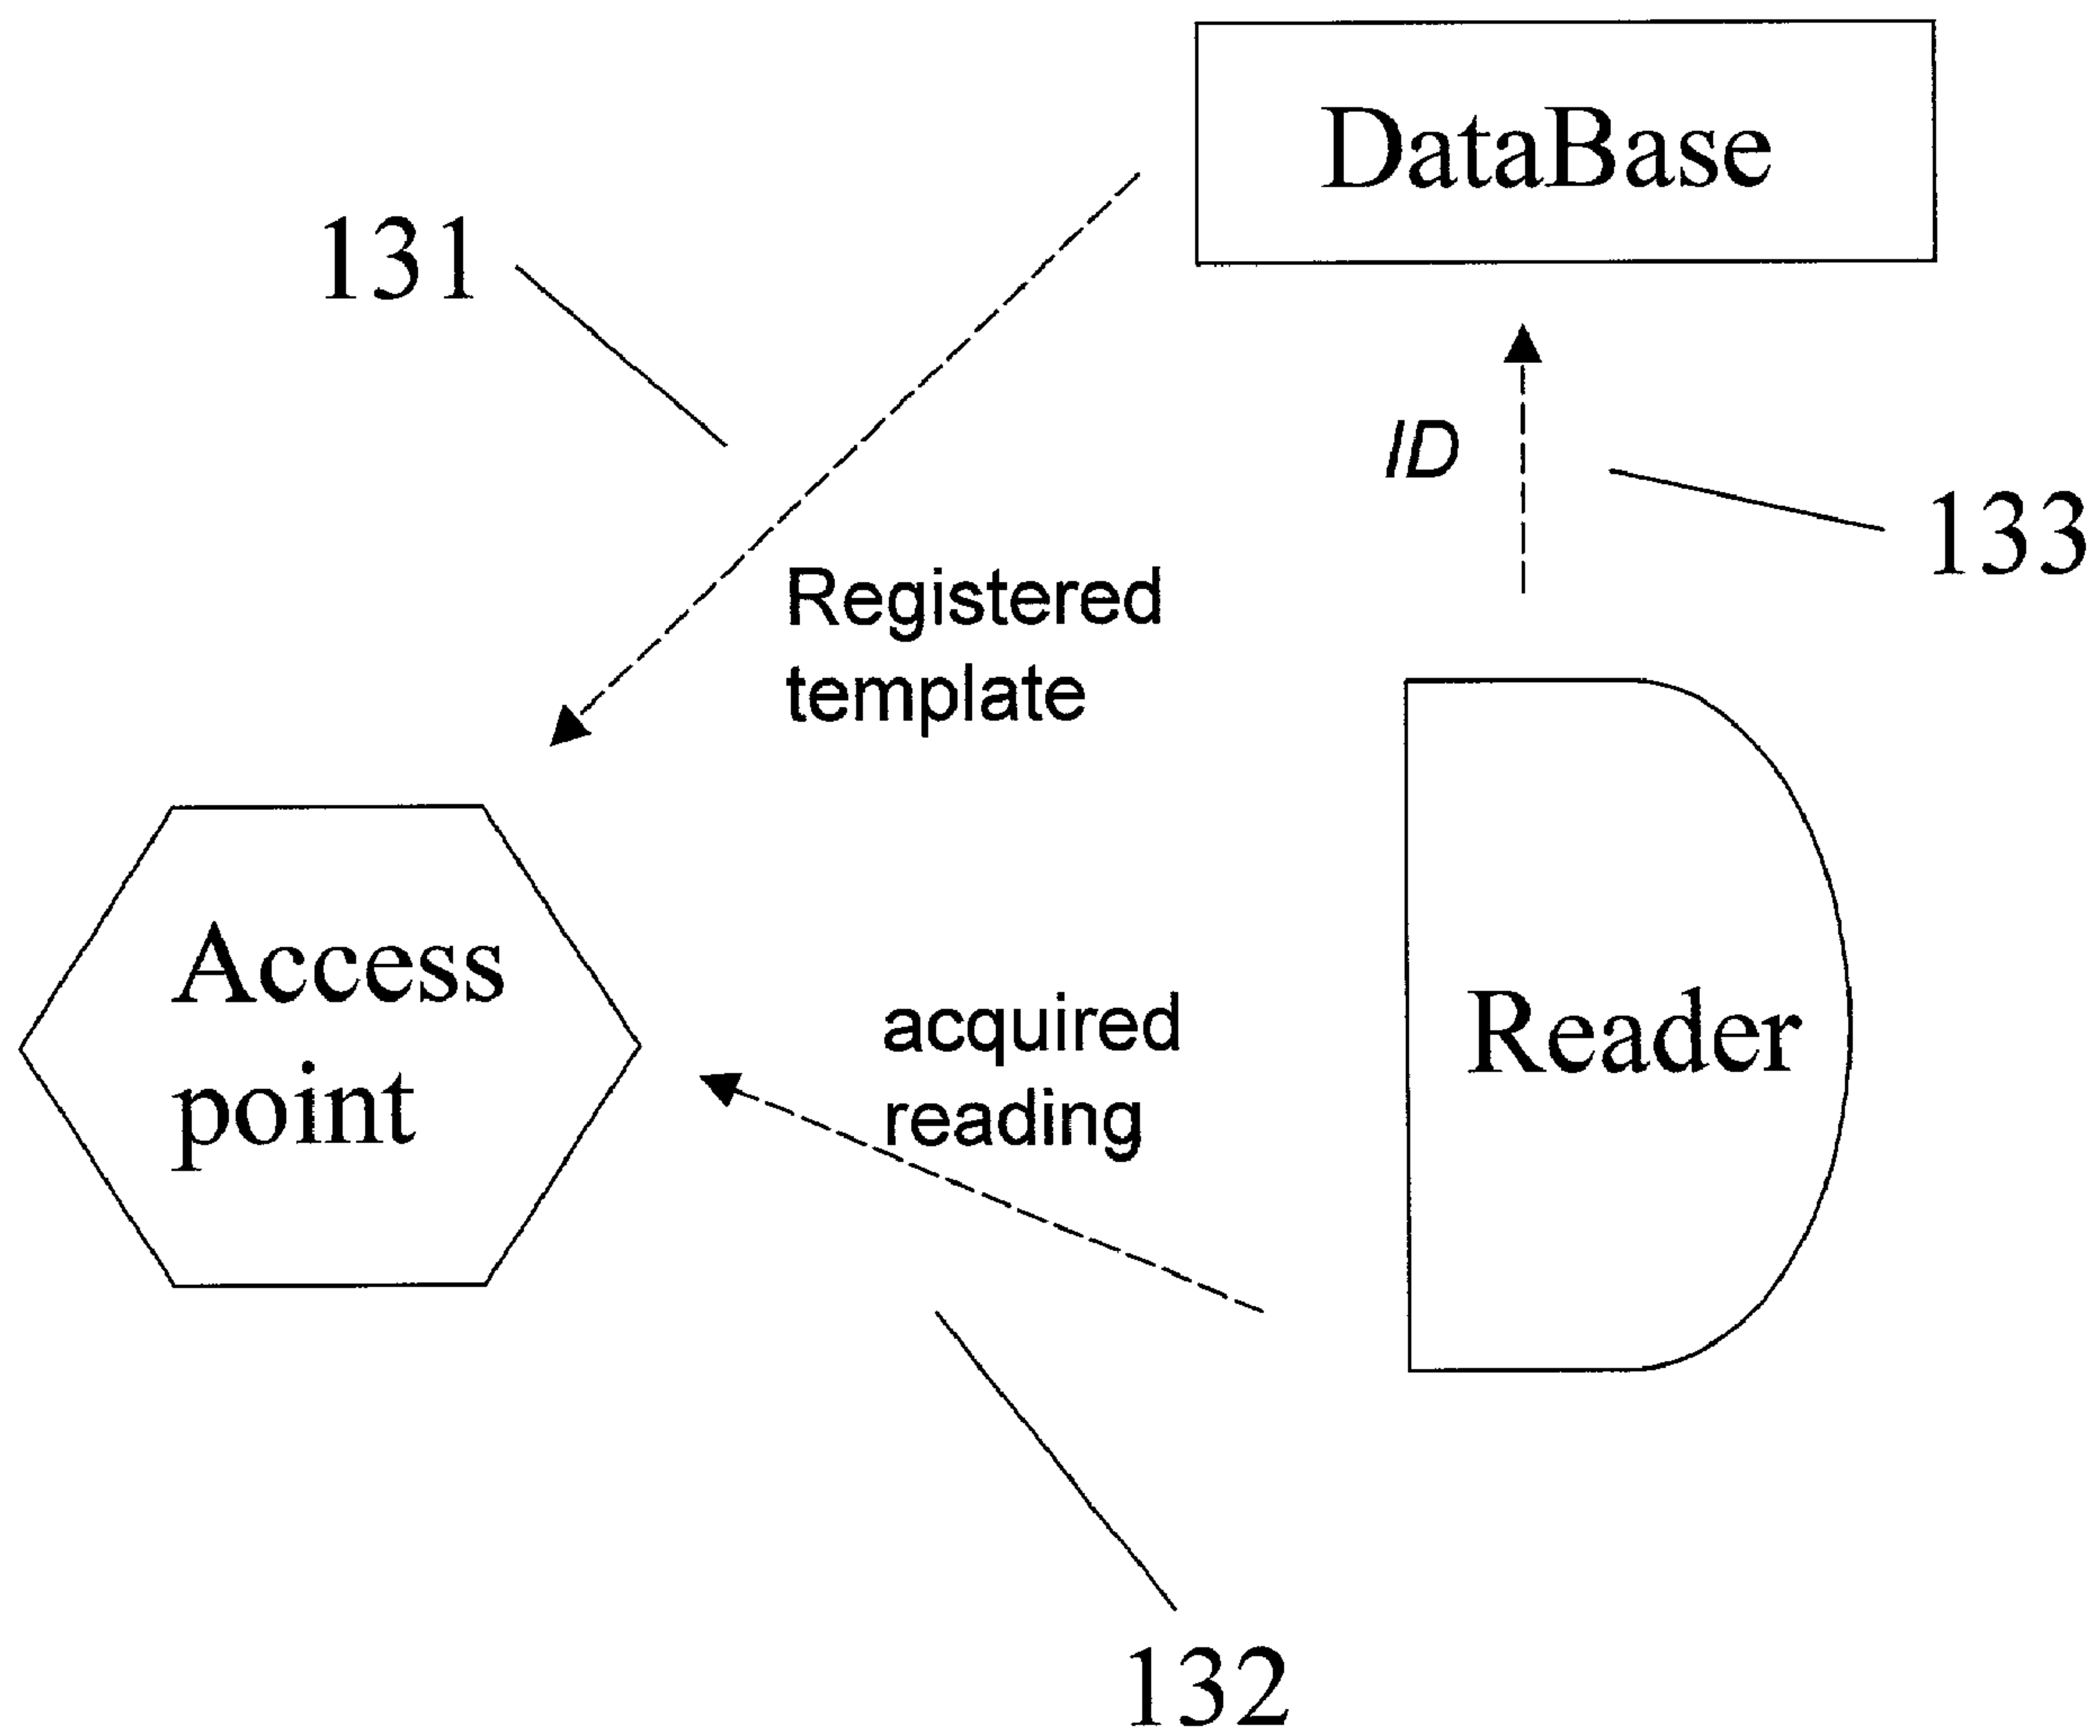 DataBase
131
ID
133
Registered
template
Access
point
acquired
reading
Reader
132